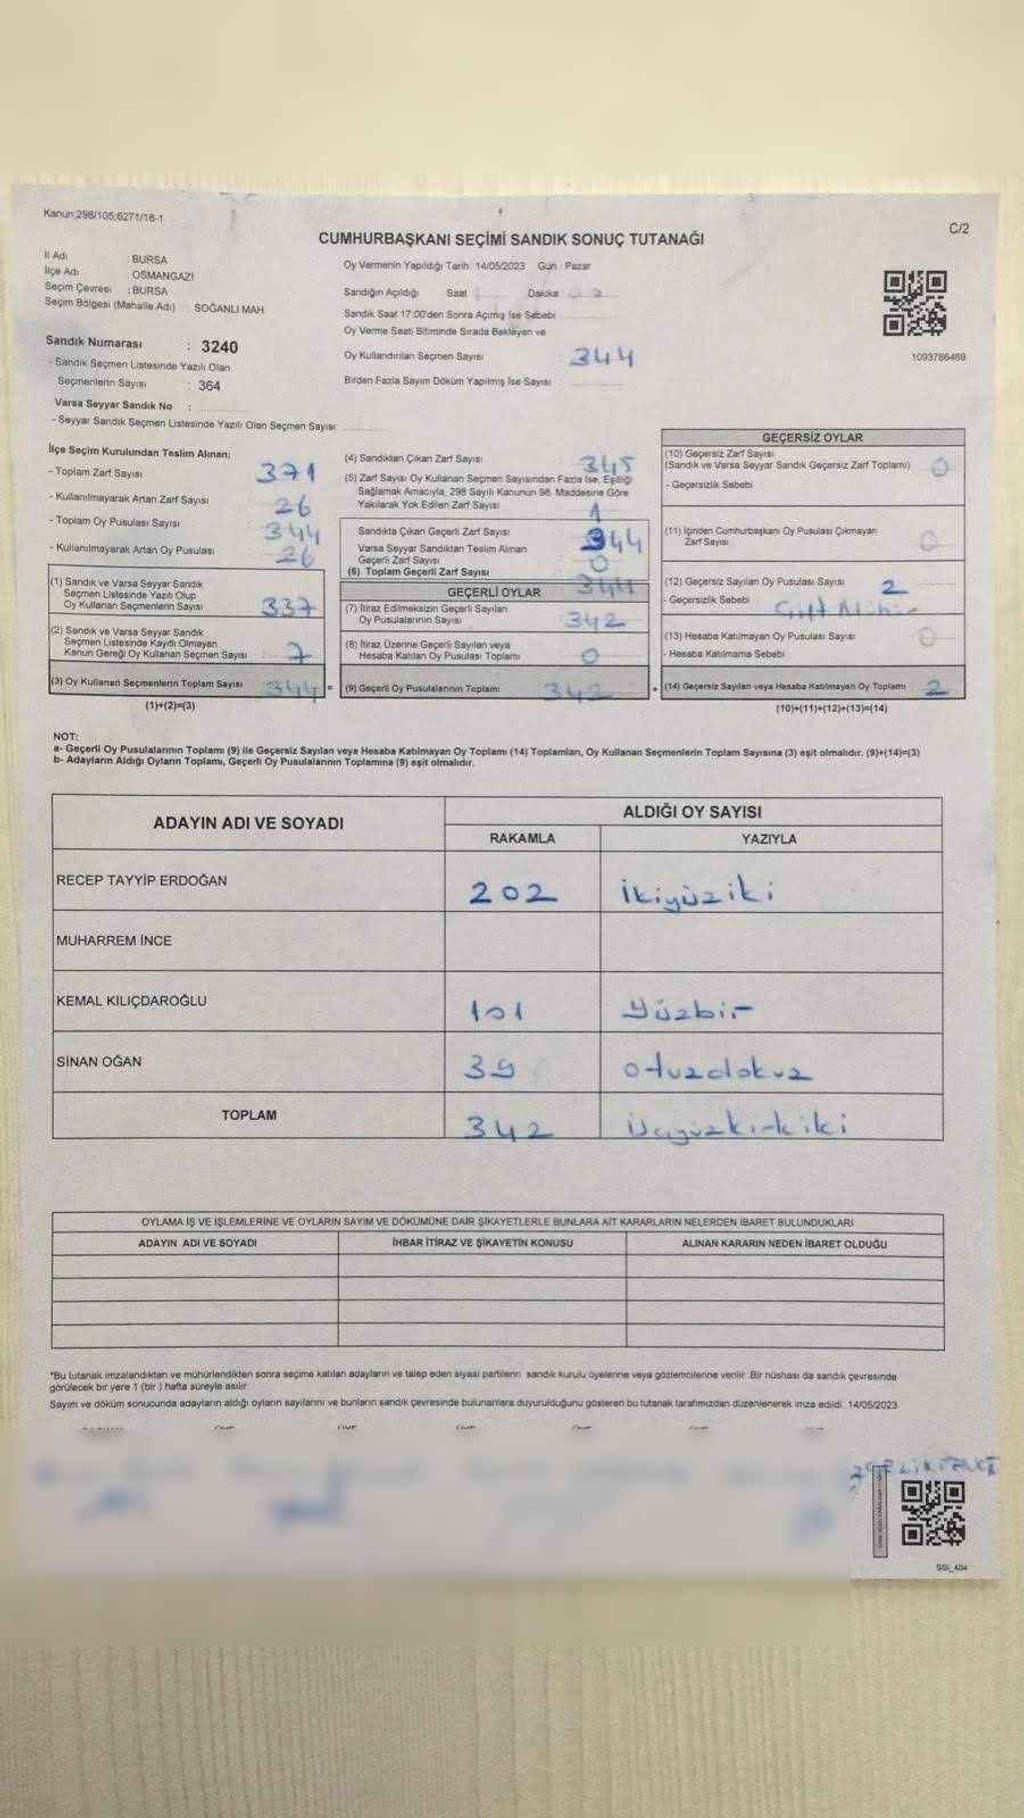 Kanun:298/105;6271/18-1
C/2
CUMHURBAŞKANI SEÇİMİ SANDIK SONUÇ TUTANAĞI
İl Adı BURSA
İlçe Adı OSMANGAZİ
Seçim Çevresi : BURSA
Seçim Bölgesi (Mahalle Adı) SOĞANLI MAH
Sandık Numarası : 3240
- Sandık Seçmen Listesinde Yazılı Olan
Seçmenlerin Sayısı : 364
Varsa Seyyar Sandık No :
- Seyyar Sandık Seçmen Listesinde Yazılı Olan Seçmen Sayısı
Oy Vermenin Yapıldığı Tarih: 14/05/2023 Gün: Pazar
Sandığın Açıldığı Saat Dakika
Sandık Saat 17:00'den Sonra Açımış İse Sebebi
Oy Verme Saati Bitiminde Sırada Bekleyen ve
Oy Kullandırılan Seçmen Sayısı 344
Birden Fazla Sayım Döküm Yapılmış İse Sayısı
1093786469
İlçe Seçim Kurulundan Teslim Alınan;
- Toplam Zarf Sayısı 371
- Kullanılmayarak Artan Zarf Sayısı 26
- Toplam Oy Pusulası Sayısı 344
- Kullanılmayarak Artan Oy Pusulası 26
(1) Sandık ve Varsa Seyyar Sandık
Seçmen Listesinde Yazılı Olup
Oy Kullanan Seçmenlerin Sayısı 337
(2) Sandık ve Varsa Seyyar Sandık
Seçmen Listesinde Kayıtlı Olmayan
Kanun Gereği Oy Kullanan Seçmen Sayısı 7
(3) Oy Kullanan Seçmenlerin Toplam Sayısı 344 =
(1)+(2)=(3)
(4) Sandıktan Çıkan Zarf Sayısı 345
(5) Zarf Sayısı Oy Kullanan Seçmen Sayısından Fazla İse, Eşitliği
Sağlamak Amacıyla, 298 Sayılı Kanunun 98. Maddesine Göre
Yakılarak Yok Edilen Zarf Sayısı 1
Sandıkta Çıkan Geçerli Zarf Sayısı 344
Varsa Seyyar Sandıktan Teslim Alınan
Geçerli Zarf Sayısı 0
(6) Toplam Geçerli Zarf Sayısı 344
GEÇERLİ OYLAR
(7) İtiraz Edilmeksizin Geçerli Sayılan
Oy Pusulalarının Sayısı 342
(8) İtiraz Üzerine Geçerli Sayılan veya
Hesaba Katılan Oy Pusulası Toplamı 0
(9) Geçerli Oy Pusulalarının Toplamı 342 +
GEÇERSİZ OYLAR
(10) Geçersiz Zarf Sayısı
(Sandık ve Varsa Seyyar Sandık Geçersiz Zarf Toplamı) 0
- Geçersizlik Sebebi
(11) İçinden Cumhurbaşkanı Oy Pusulası Çıkmayan
Zarf Sayısı 0
(12) Geçersiz Sayılan Oy Pusulası Sayısı 2
- Geçersizlik Sebebi Çift Mühür
(13) Hesaba Katılmayan Oy Pusulası Sayısı 0
- Hesaba Katılmama Sebebi
(14) Geçersiz Sayılan veya Hesaba Katılmayan Oy Toplamı 2
(10)+(11)+(12)+(13)=(14)
NOT:
a- Geçerli Oy Pusulalarının Toplamı (9) ile Geçersiz Sayılan veya Hesaba Katılmayan Oy Toplamı (14) Toplamları, Oy Kullanan Seçmenlerin Toplam Sayısına (3) eşit olmalıdır. (9)+(14)=(3)
b- Adayların Aldığı Oyların Toplamı, Geçerli Oy Pusulalarının Toplamına (9) eşit olmalıdır.
ADAYIN ADI VE SOYADI
ALDIĞI OY SAYISI
RAKAMLA YAZIYLA
RECEP TAYYİP ERDOĞAN 202 ikiyüziki
MUHARREM İNCE
KEMAL KILIÇDAROĞLU 101 Yüzbir
SİNAN OĞAN 39 otuzdokuz
TOPLAM 342 üçyüzkırkiki
OYLAMA İŞ VE İŞLEMLERİNE VE OYLARIN SAYIM VE DÖKÜMÜNE DAİR ŞİKAYETLERLE BUNLARA AİT KARARLARIN NELERDEN İBARET BULUNDUKLARI
ADAYIN ADI VE SOYADI İHBAR İTİRAZ VE ŞİKAYETİN KONUSU ALINAN KARARIN NEDEN İBARET OLDUĞU
*Bu tutanak imzalandıktan ve mühürlendikten sonra seçime katılan adayların ve talep eden siyasi partilerin sandık kurulu üyelerine veya gözlemcilerine verilir. Bir nüshası da sandık çevresinde
görülecek bir yere 1 (bir) hafta süreyle asılır.
Sayım ve döküm sonucunda adayların aldığı oyların sayılarını ve bunların sandık çevresinde bulunanlara duyurulduğunu gösteren bu tutanak tarafımızdan düzenlenerek imza edildi. 14/05/2023